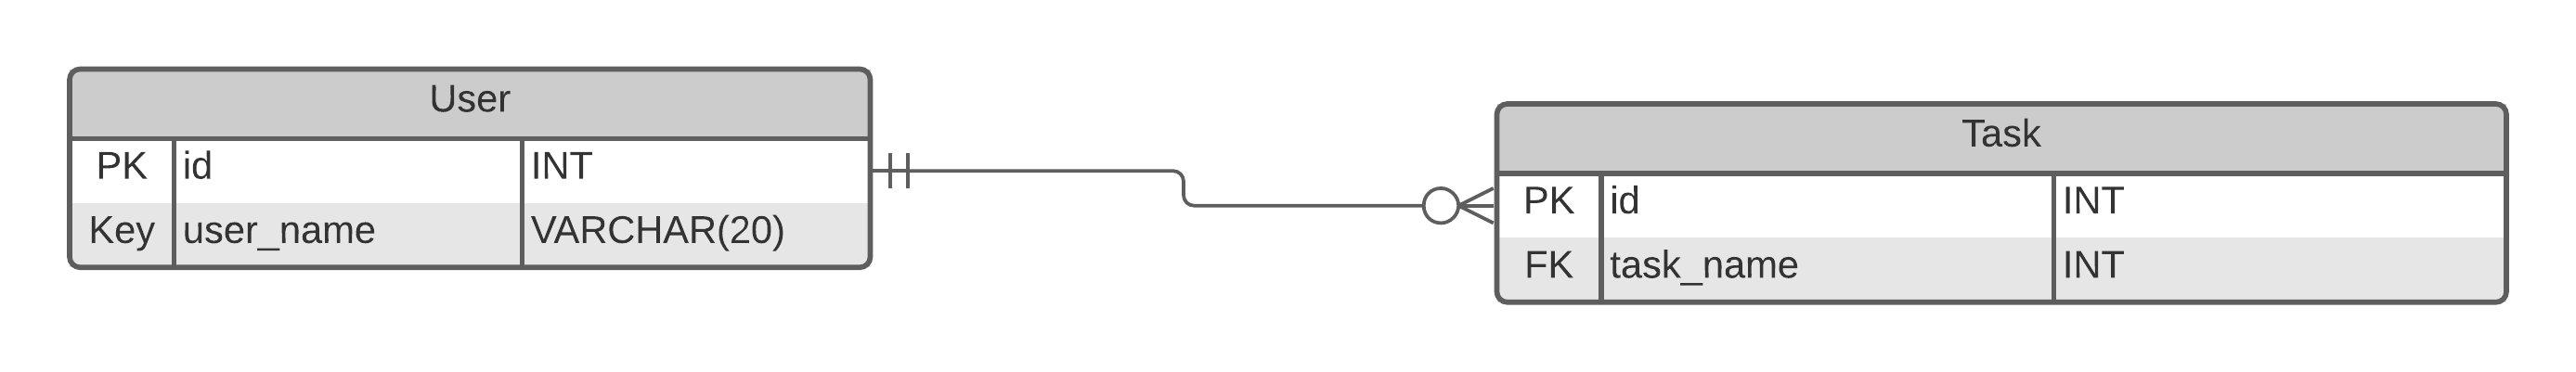 User
PK id INT
Key user_name VARCHAR(20)
Task
PK id INT
FK task_name INT